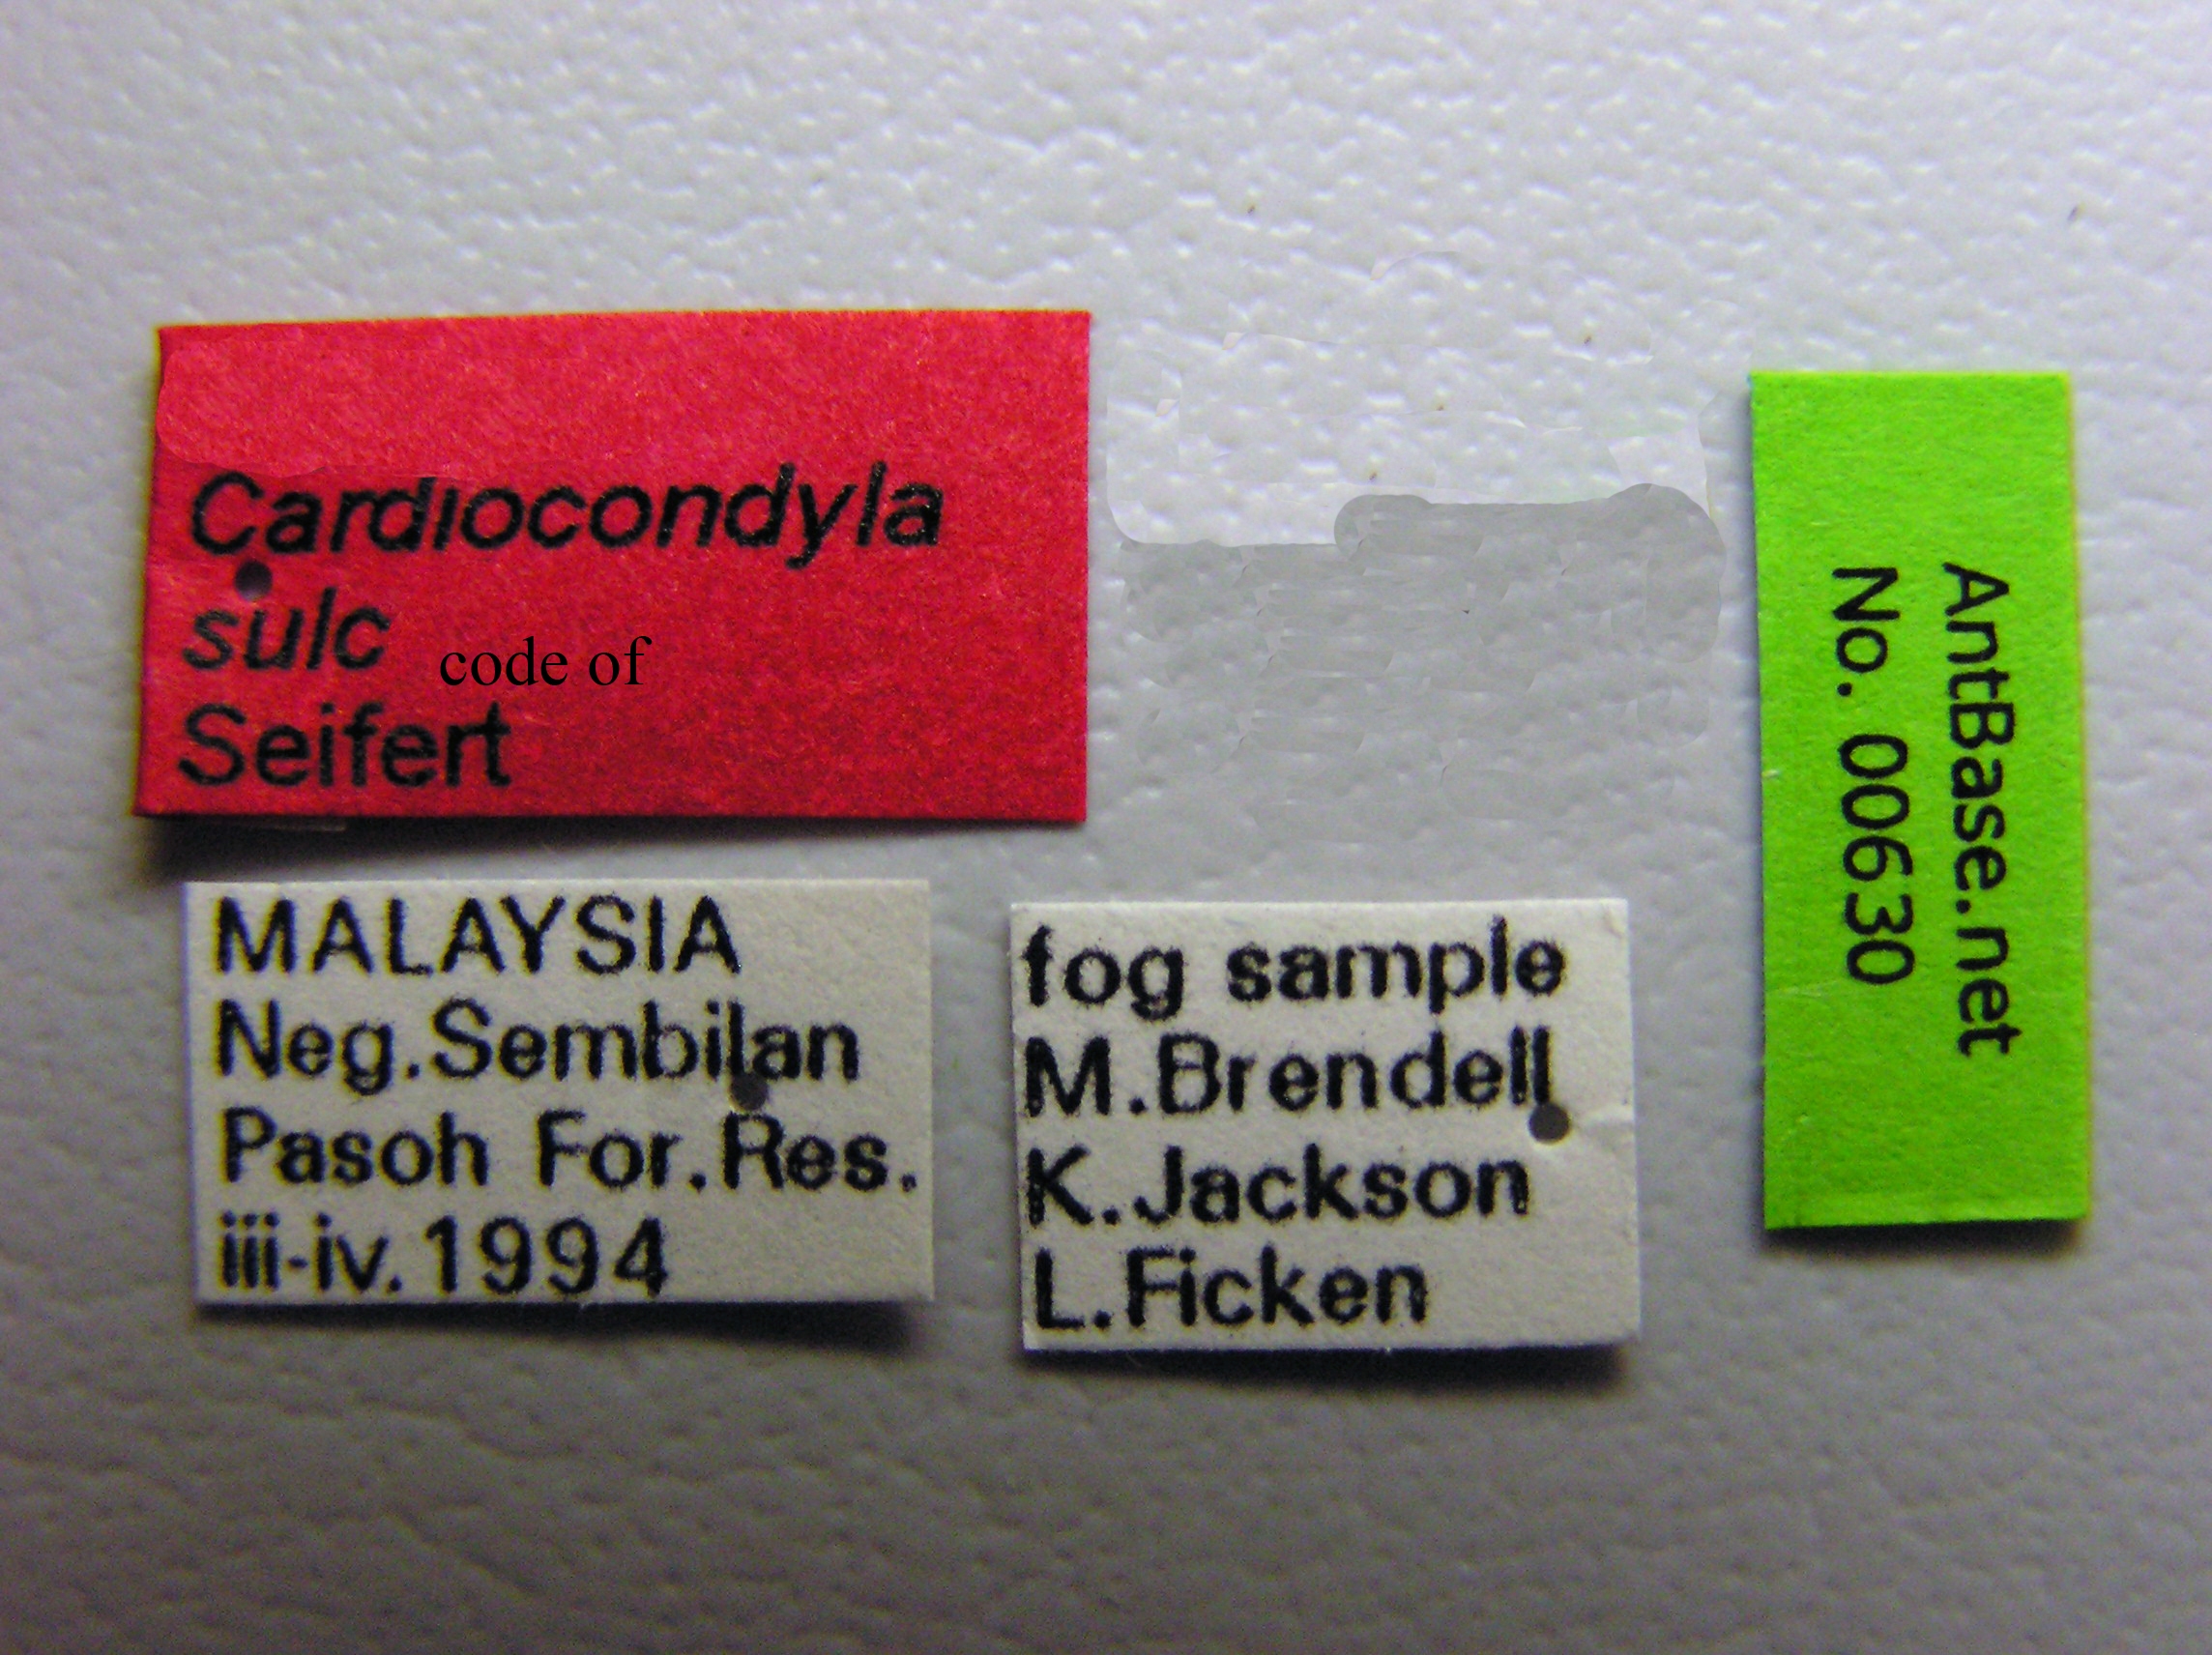 Cardiocondyla
sulc code of
Seifert
MALAYSIA
Neg.Sembilan
Pasoh For.Res.
iii-iv.1994
fog sample
M.Brendell
K.Jackson
L.Ficken
AntBase.net
No. 00630